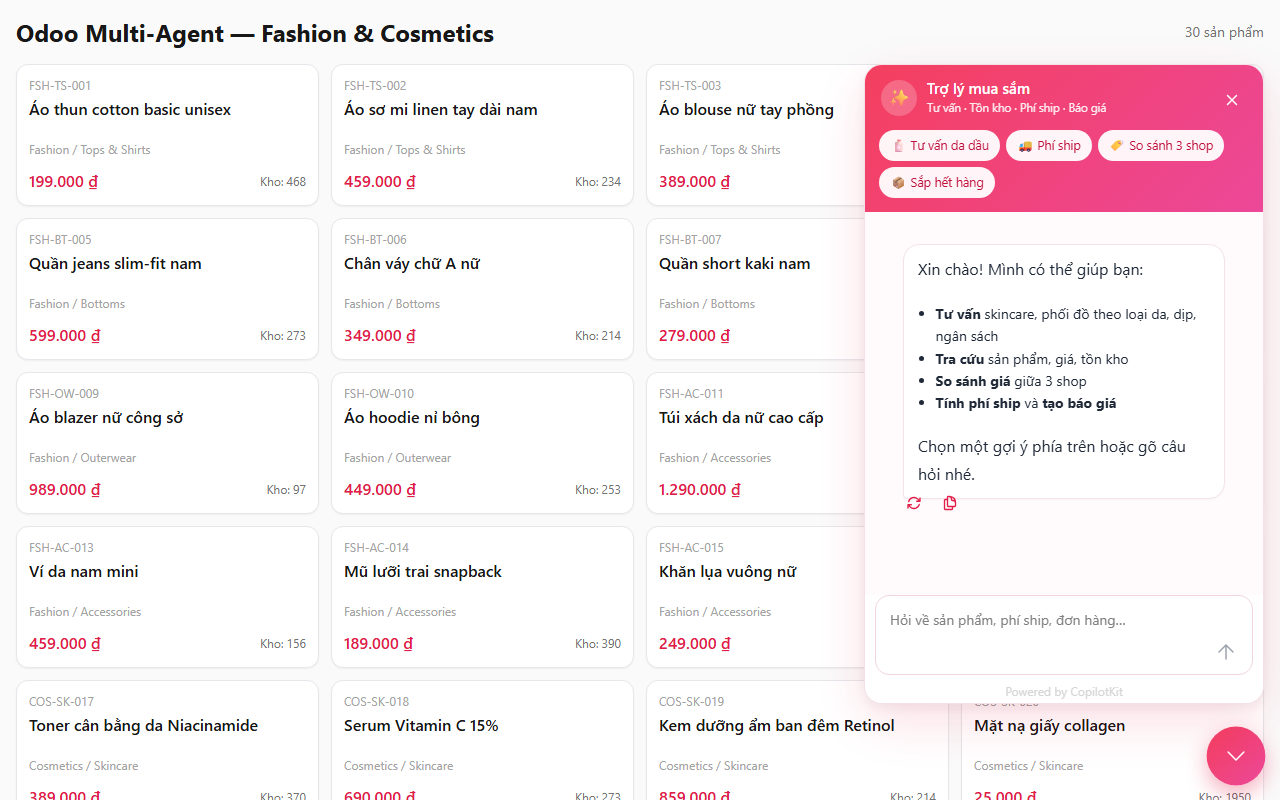 Odoo Multi-Agent — Fashion & Cosmetics
30 sản phẩm
FSH-TS-001
Áo thun cotton basic unisex
Fashion / Tops & Shirts
199.000 ₫
Kho: 468
FSH-TS-002
Áo sơ mi linen tay dài nam
Fashion / Tops & Shirts
459.000 ₫
Kho: 234
FSH-TS-003
Áo blouse nữ tay phồng
Fashion / Tops & Shirts
389.000 ₫
FSH-BT-005
Quần jeans slim-fit nam
Fashion / Bottoms
599.000 ₫
Kho: 273
FSH-BT-006
Chân váy chữ A nữ
Fashion / Bottoms
349.000 ₫
Kho: 214
FSH-BT-007
Quần short kaki nam
Fashion / Bottoms
279.000 ₫
FSH-OW-009
Áo blazer nữ công sở
Fashion / Outerwear
989.000 ₫
Kho: 97
FSH-OW-010
Áo hoodie nỉ bông
Fashion / Outerwear
449.000 ₫
Kho: 253
FSH-AC-011
Túi xách da nữ cao cấp
Fashion / Accessories
1.290.000 ₫
FSH-AC-013
Ví da nam mini
Fashion / Accessories
459.000 ₫
Kho: 156
FSH-AC-014
Mũ lưỡi trai snapback
Fashion / Accessories
189.000 ₫
Kho: 390
FSH-AC-015
Khăn lụa vuông nữ
Fashion / Accessories
249.000 ₫
COS-SK-017
Toner cân bằng da Niacinamide
Cosmetics / Skincare
389.000 ₫
Kho: 370
COS-SK-018
Serum Vitamin C 15%
Cosmetics / Skincare
690.000 ₫
Kho: 273
COS-SK-019
Kem dưỡng ẩm ban đêm Retinol
Cosmetics / Skincare
859.000 ₫
Kho: 214
COS-SK-020
Mặt nạ giấy collagen
Cosmetics / Skincare
25.000 ₫
Kho: 1950
Trợ lý mua sắm
Tư vấn · Tồn kho · Phí ship · Báo giá
Tư vấn da dầu
Phí ship
So sánh 3 shop
Sắp hết hàng
Xin chào! Mình có thể giúp bạn:
Tư vấn skincare, phối đồ theo loại da, dịp,
ngân sách
Tra cứu sản phẩm, giá, tồn kho
So sánh giá giữa 3 shop
Tính phí ship và tạo báo giá
Chọn một gợi ý phía trên hoặc gõ câu
hỏi nhé.
Hỏi về sản phẩm, phí ship, đơn hàng...
Powered by CopilotKit